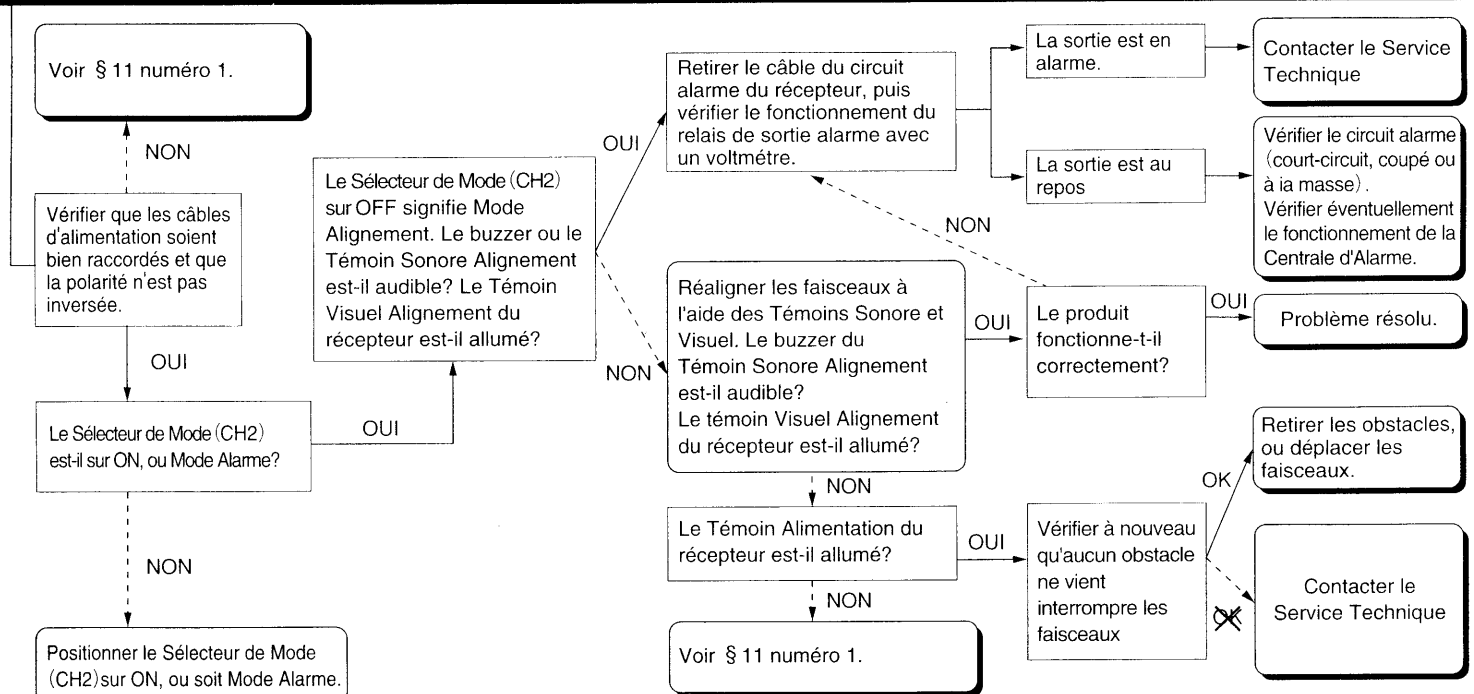 Voir § 11 numéro 1.
NON
Vérifier que les câbles
d'alimentation soient
bien raccordés et que
la polarité n'est pas
inversée.
OUI
Le Sélecteur de Mode (CH2)
est-il sur ON, ou Mode Alarme?
OUI
NON
Positionner le Sélecteur de Mode
(CH2) sur ON, ou soit Mode Alarme.
Le Sélecteur de Mode (CH2)
sur OFF signifie Mode
Alignement. Le buzzer ou le
Témoin Sonore Alignement
est-il audible? Le Témoin
Visuel Alignement du
récepteur est-il allumé?
OUI
NON
Retirer le câble du circuit
alarme du récepteur, puis
vérifier le fonctionnement du
relais de sortie alarme avec
un voltmétre.
La sortie est en
alarme.
Contacter le Service
Technique
La sortie est au
repos
Vérifier le circuit alarme
(court-circuit, coupé ou
à ia masse).
Vérifier éventuellement
le fonctionnement de la
Centrale d'Alarme.
NON
Réaligner les faisceaux à
l'aide des Témoins Sonore et
Visuel. Le buzzer du
Témoin Sonore Alignement
est-il audible?
Le témoin Visuel Alignement
du récepteur est-il allumé?
OUI
Le produit
fonctionne-t-il
correctement?
OUI
Problème résolu.
NON
Le Témoin Alimentation du
récepteur est-il allumé?
OUI
Vérifier à nouveau
qu'aucun obstacle
ne vient
interrompre les
faisceaux
OK
Retirer les obstacles,
ou déplacer les
faisceaux.
OK
Contacter le
Service Technique
NON
Voir § 11 numéro 1.